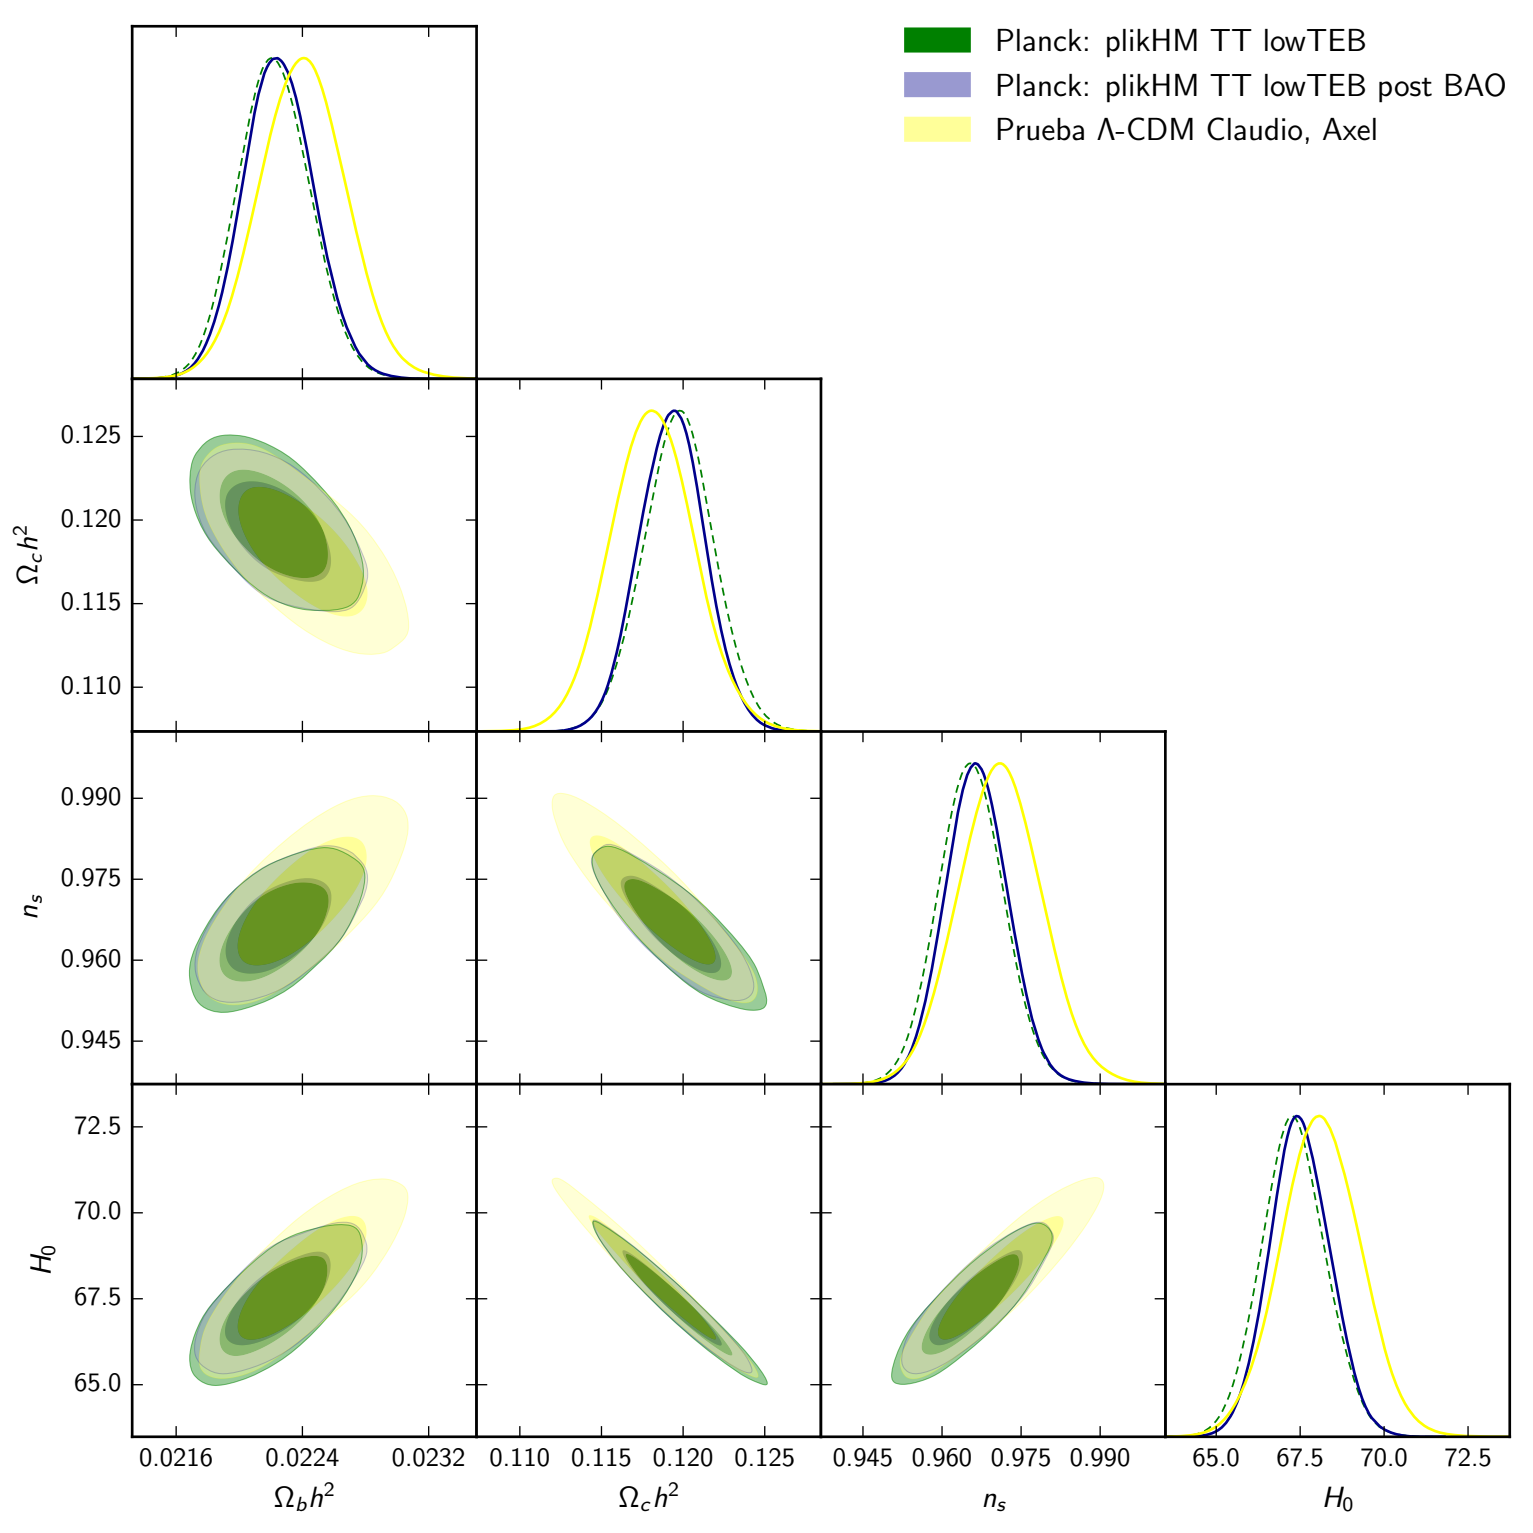 Planck: plikHM TT lowTEB
Planck: plikHM TT lowTEB post BAO
Prueba Λ-CDM Claudio, Axel
0.125
0.120
0.115
0.110
Ω_c h²
0.990
0.975
0.960
0.945
n_s
72.5
70.0
67.5
65.0
H_0
0.0216 0.0224 0.0232
0.110 0.115 0.120 0.125
0.945 0.960 0.975 0.990
65.0 67.5 70.0 72.5
Ω_b h²
Ω_c h²
n_s
H_0